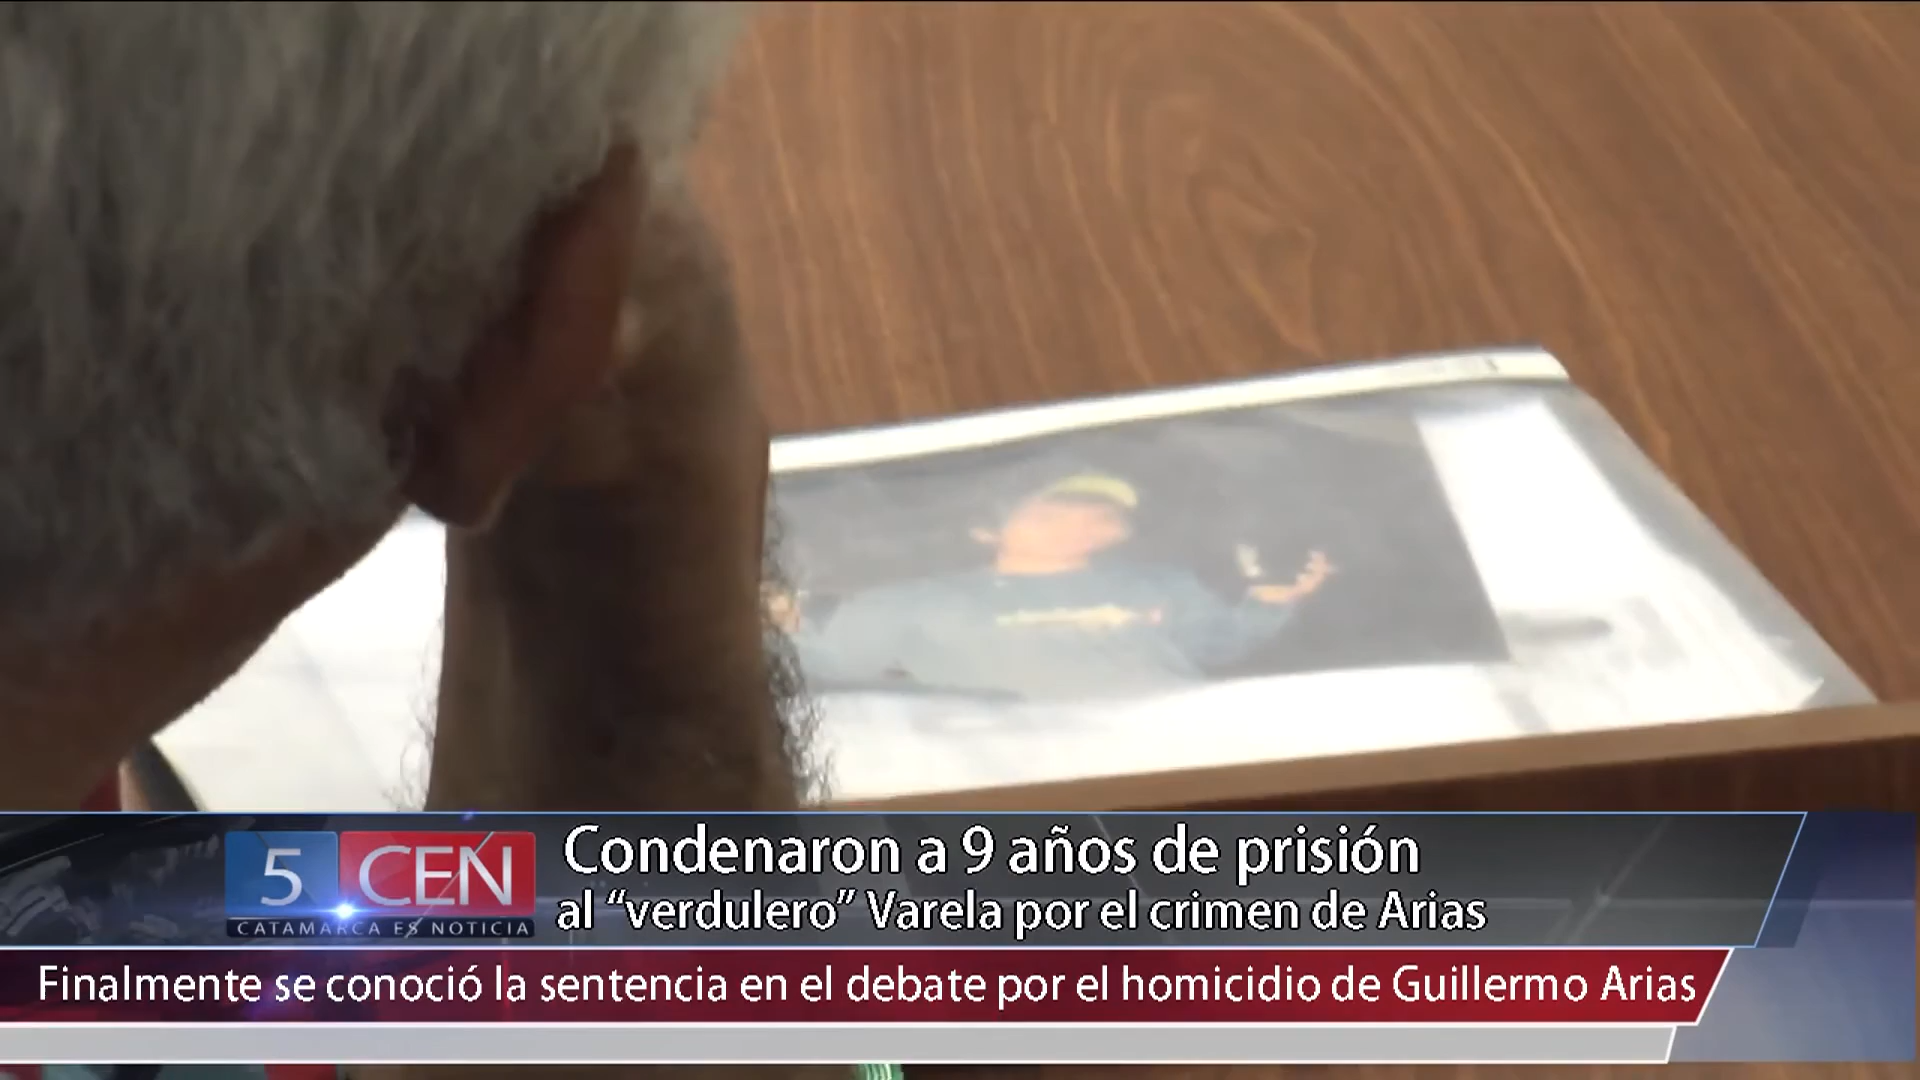 5 CEN
CATAMARCA ES NOTICIA
Condenaron a 9 años de prisión
al “verdulero” Varela por el crimen de Arias
Finalmente se conoció la sentencia en el debate por el homicidio de Guillermo Arias